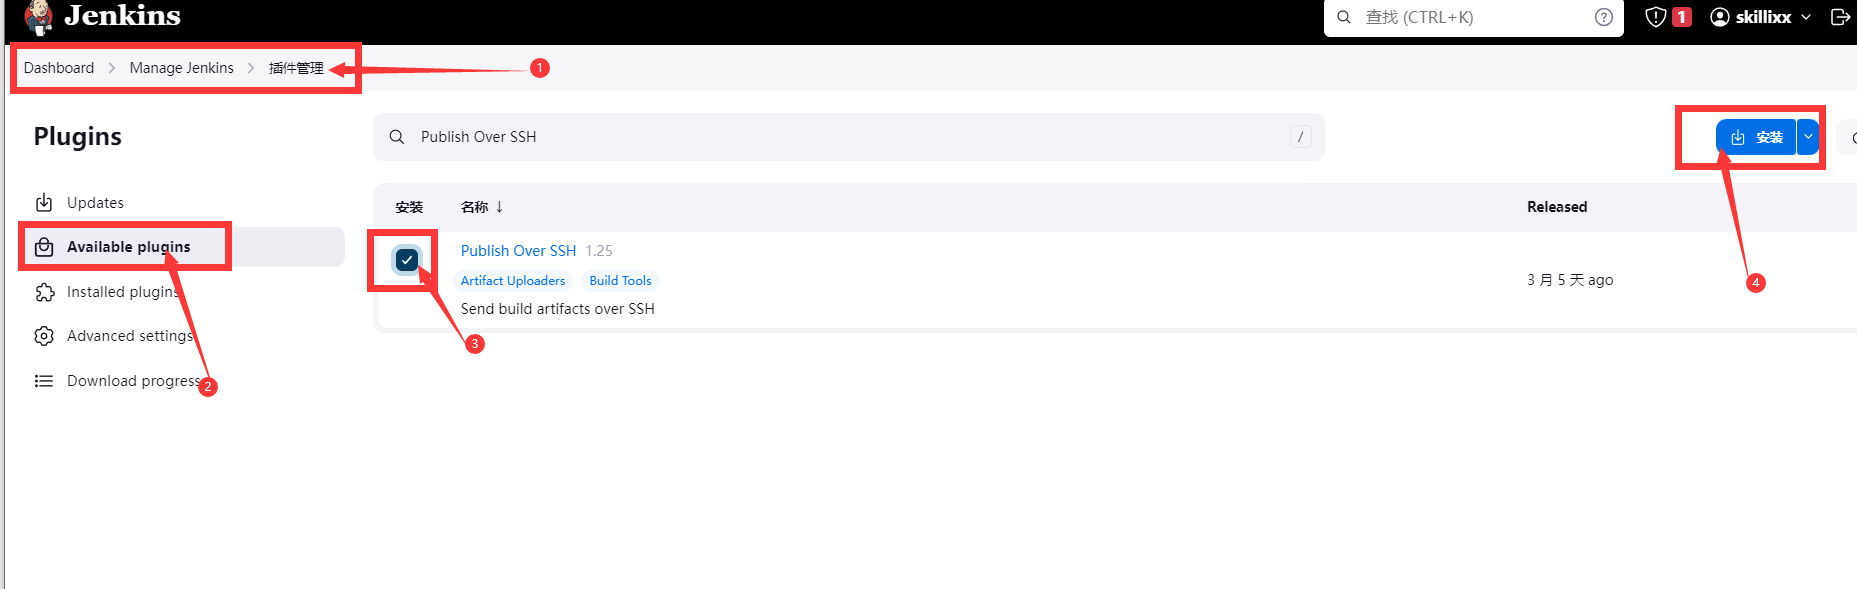 Jenkins
查找 (CTRL+K)
1
skillixx
Dashboard
Manage Jenkins
插件管理
1
Plugins
Publish Over SSH
/
安装
Updates
Available plugins
Installed plugins
Advanced settings
Download progress
2
安装
名称 ↓
Released
Publish Over SSH 1.25
Artifact Uploaders
Build Tools
Send build artifacts over SSH
3 月 5 天 ago
3
4